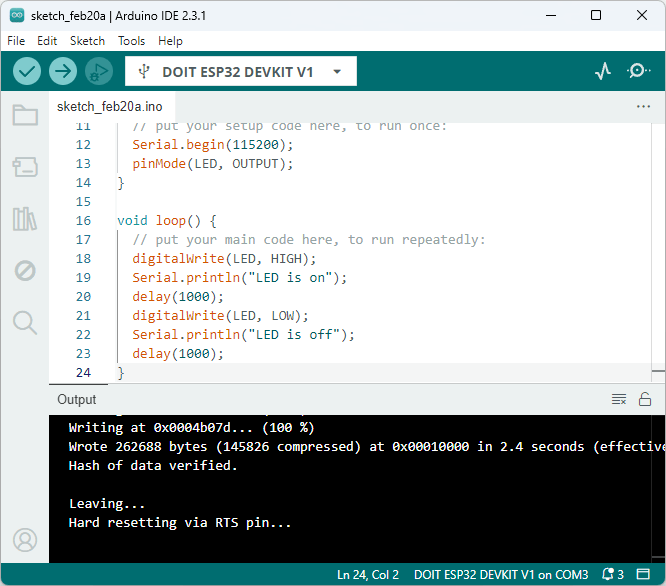 sketch_feb20a | Arduino IDE 2.3.1
File Edit Sketch Tools Help
DOIT ESP32 DEVKIT V1
sketch_feb20a.ino
11 // put your setup code here, to run once:
12 Serial.begin(115200);
13 pinMode(LED, OUTPUT);
14 }
15
16 void loop() {
17 // put your main code here, to run repeatedly:
18 digitalWrite(LED, HIGH);
19 Serial.println("LED is on");
20 delay(1000);
21 digitalWrite(LED, LOW);
22 Serial.println("LED is off");
23 delay(1000);
24 }
Output
Writing at 0x0004b07d... (100 %)
Wrote 262688 bytes (145826 compressed) at 0x00010000 in 2.4 seconds (effective
Hash of data verified.
Leaving...
Hard resetting via RTS pin...
Ln 24, Col 2 DOIT ESP32 DEVKIT V1 on COM3 3